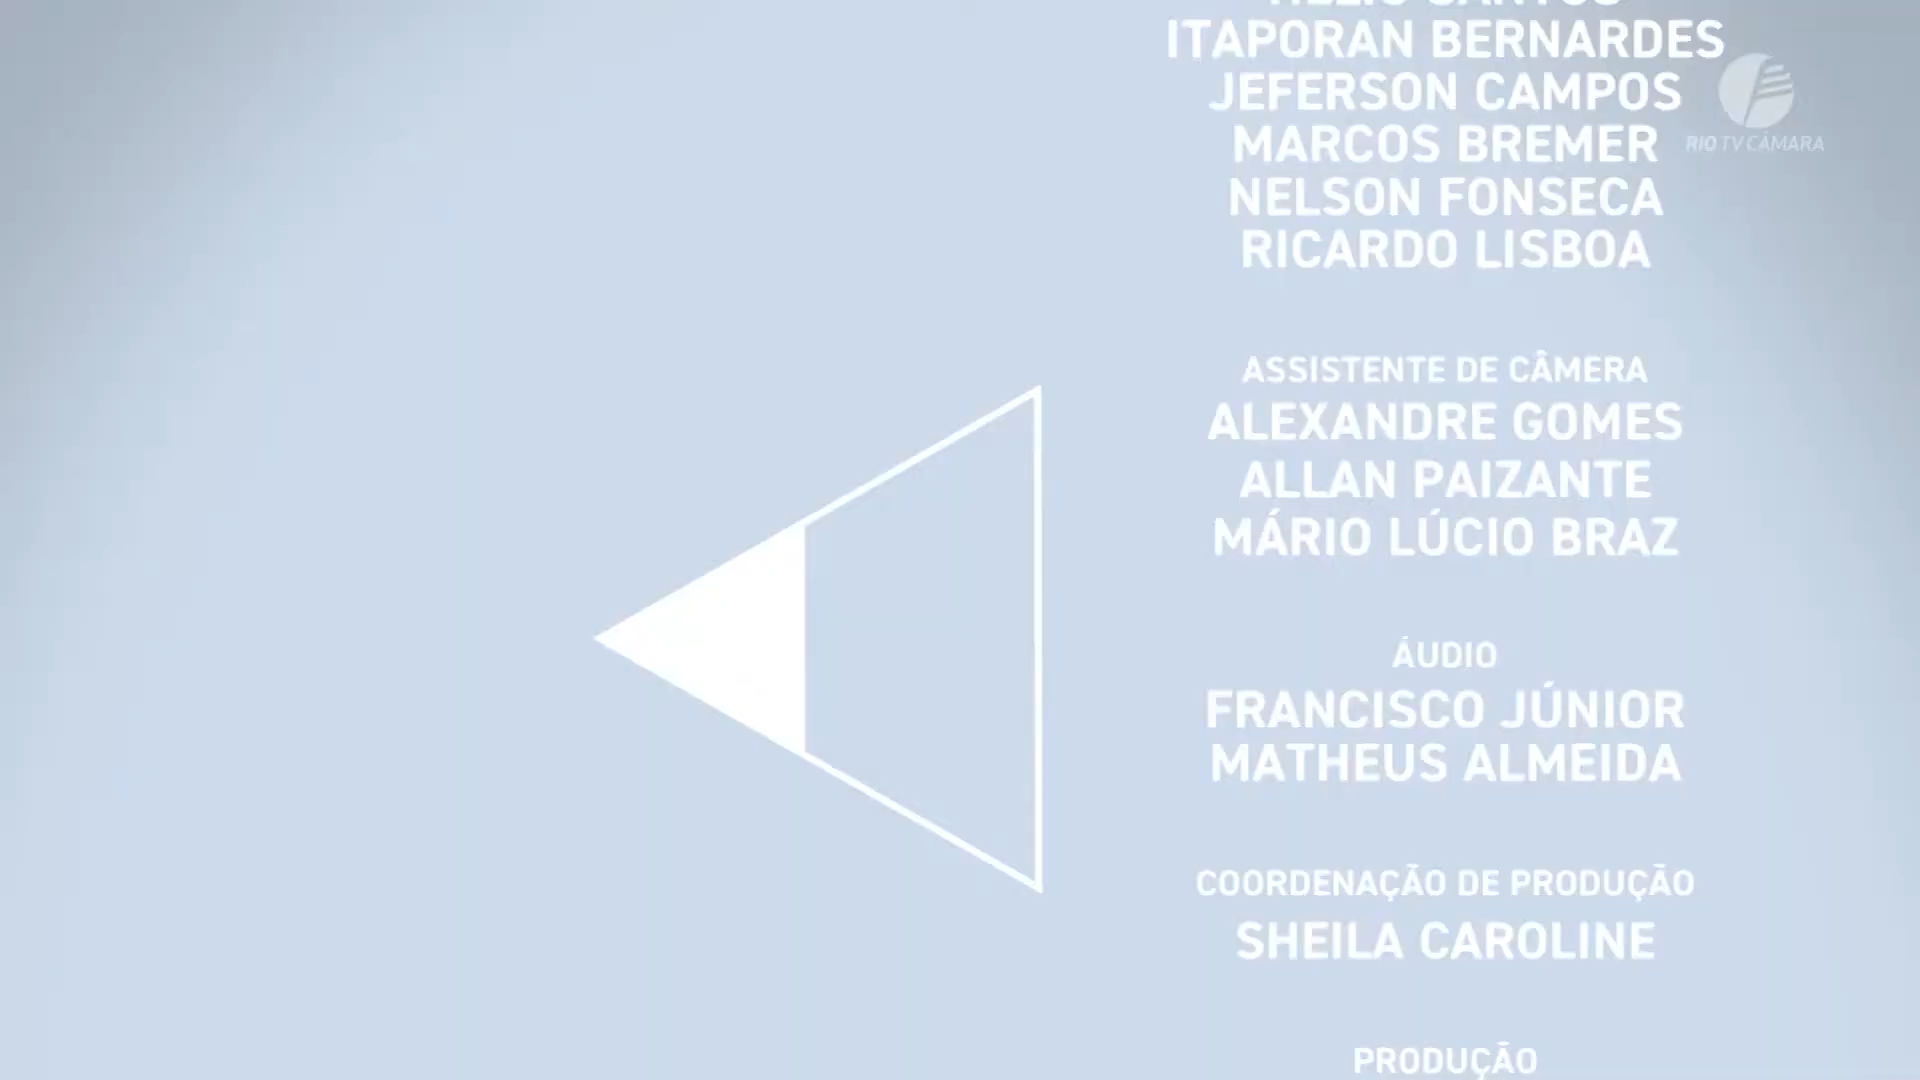 ITAPORAN BERNARDES
JEFERSON CAMPOS
MARCOS BREMER
NELSON FONSECA
RICARDO LISBOA
RIO TV CÂMARA
ASSISTENTE DE CÂMERA
ALEXANDRE GOMES
ALLAN PAIZANTE
MÁRIO LÚCIO BRAZ
ÁUDIO
FRANCISCO JÚNIOR
MATHEUS ALMEIDA
COORDENAÇÃO DE PRODUÇÃO
SHEILA CAROLINE
PRODUÇÃO